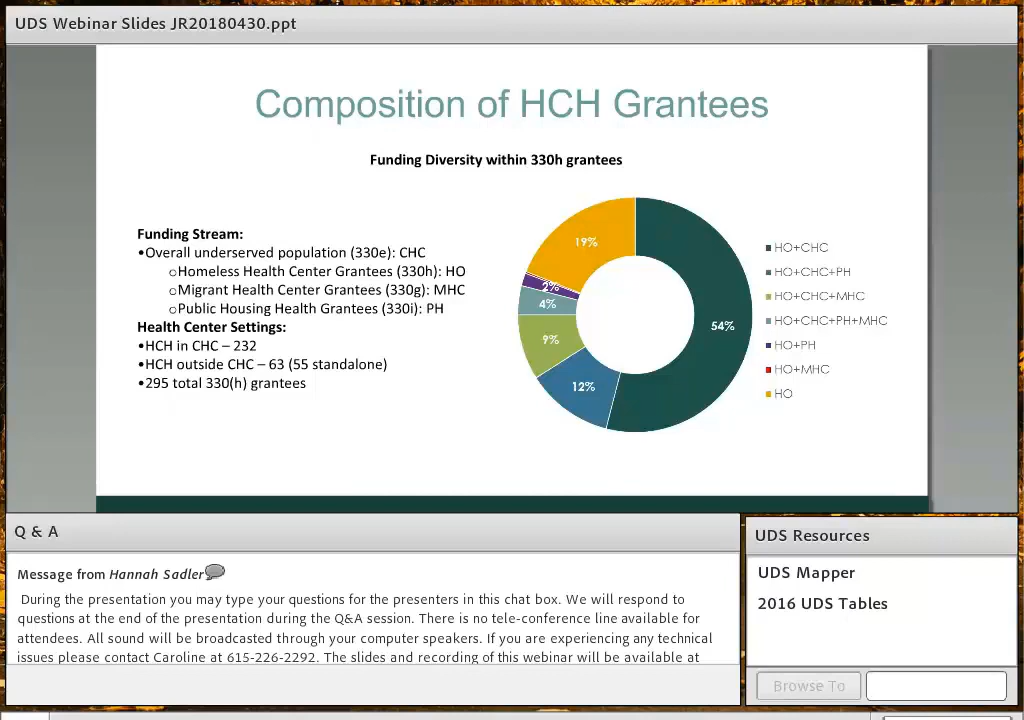 UDS Webinar Slides JR20180430.ppt
Composition of HCH Grantees
Funding Diversity within 330h grantees
Funding Stream:
•Overall underserved population (330e): CHC
oHomeless Health Center Grantees (330h): HO
oMigrant Health Center Grantees (330g): MHC
oPublic Housing Health Grantees (330i): PH
Health Center Settings:
•HCH in CHC – 232
•HCH outside CHC – 63 (55 standalone)
•295 total 330(h) grantees
19%
2%
4%
9%
12%
54%
HO+CHC
HO+CHC+PH
HO+CHC+MHC
HO+CHC+PH+MHC
HO+PH
HO+MHC
HO
Q & A
Message from Hannah Sadler
During the presentation you may type your questions for the presenters in this chat box. We will respond to
questions at the end of the presentation during the Q&A session. There is no tele-conference line available for
attendees. All sound will be broadcasted through your computer speakers. If you are experiencing any technical
issues please contact Caroline at 615-226-2292. The slides and recording of this webinar will be available at
UDS Resources
UDS Mapper
2016 UDS Tables
Browse To